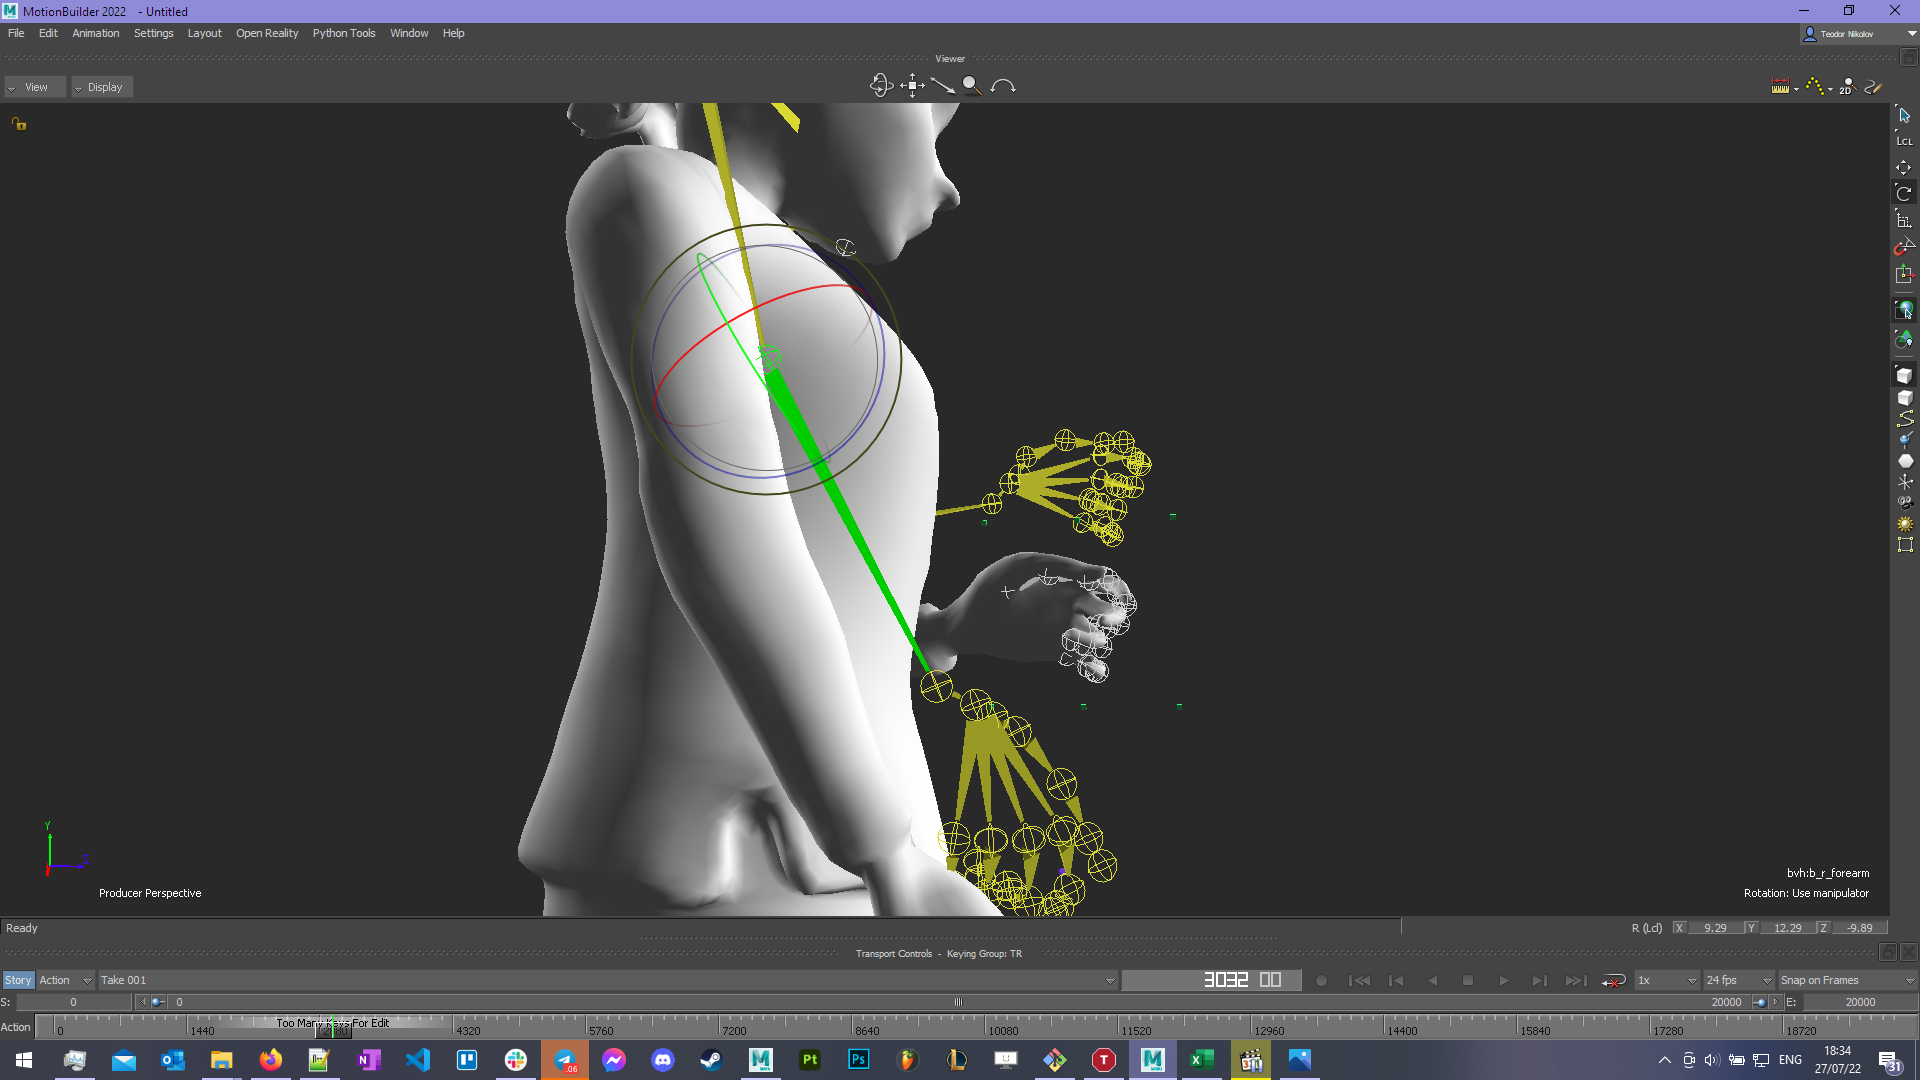 MotionBuilder 2022 - Untitled
File Edit Animation Settings Layout Open Reality Python Tools Window Help
Teodor Nikolov
Viewer
View Display
2D
LCL
Y
Producer Perspective
bvh:b_r_forearm
Rotation: Use manipulator
Ready
R (Lcl) X 9.29 Y 12.29 Z -9.89
Transport Controls - Keying Group: TR
Story Action Take 001 3032 00 1x 24 fps Snap on Frames
S: 0 0 20000 E: 20000
Action Too Many Keys For Edit
0 1440 2880 4320 5760 7200 8640 10080 11520 12960 14400 15840 17280 18720
ENG
18:34
27/07/22
31